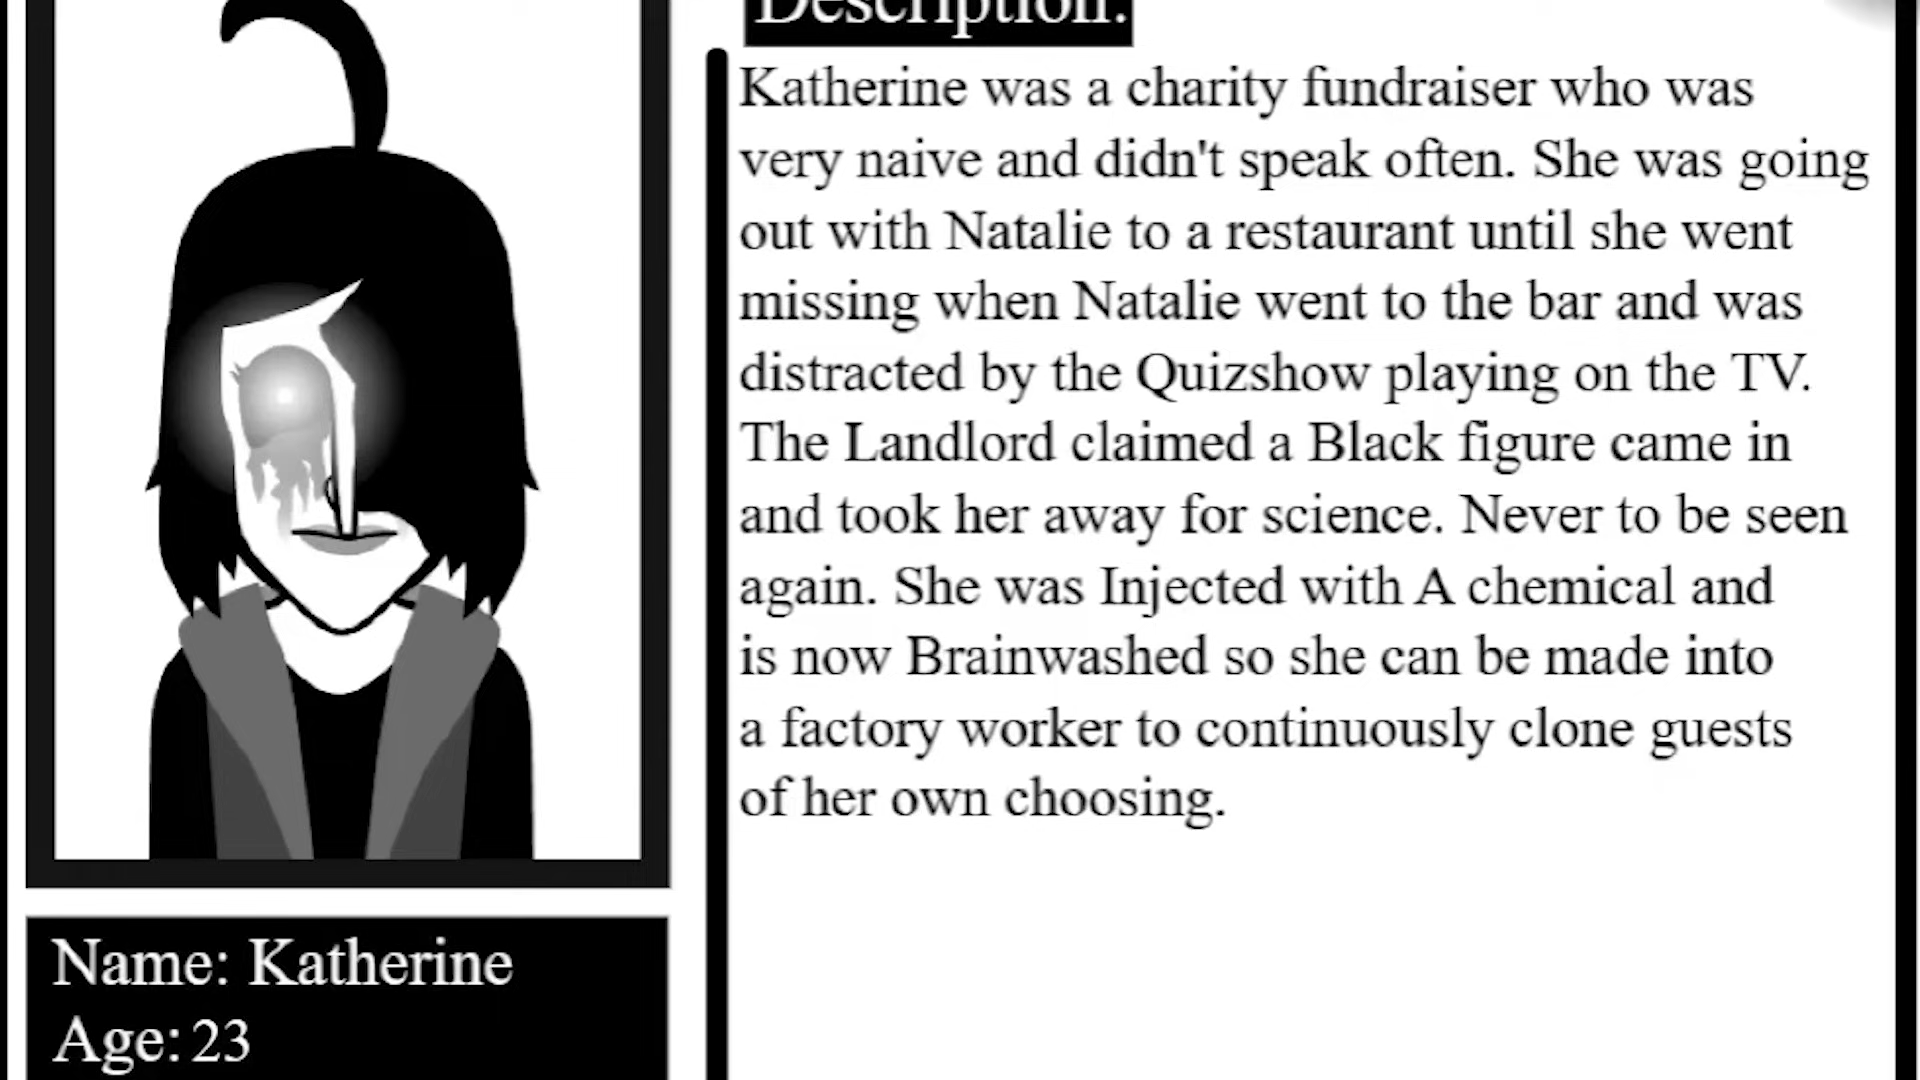 Description:
Katherine was a charity fundraiser who was
very naive and didn't speak often. She was going
out with Natalie to a restaurant until she went
missing when Natalie went to the bar and was
distracted by the Quizshow playing on the TV.
The Landlord claimed a Black figure came in
and took her away for science. Never to be seen
again. She was Injected with A chemical and
is now Brainwashed so she can be made into
a factory worker to continuously clone guests
of her own choosing.
Name: Katherine
Age: 23